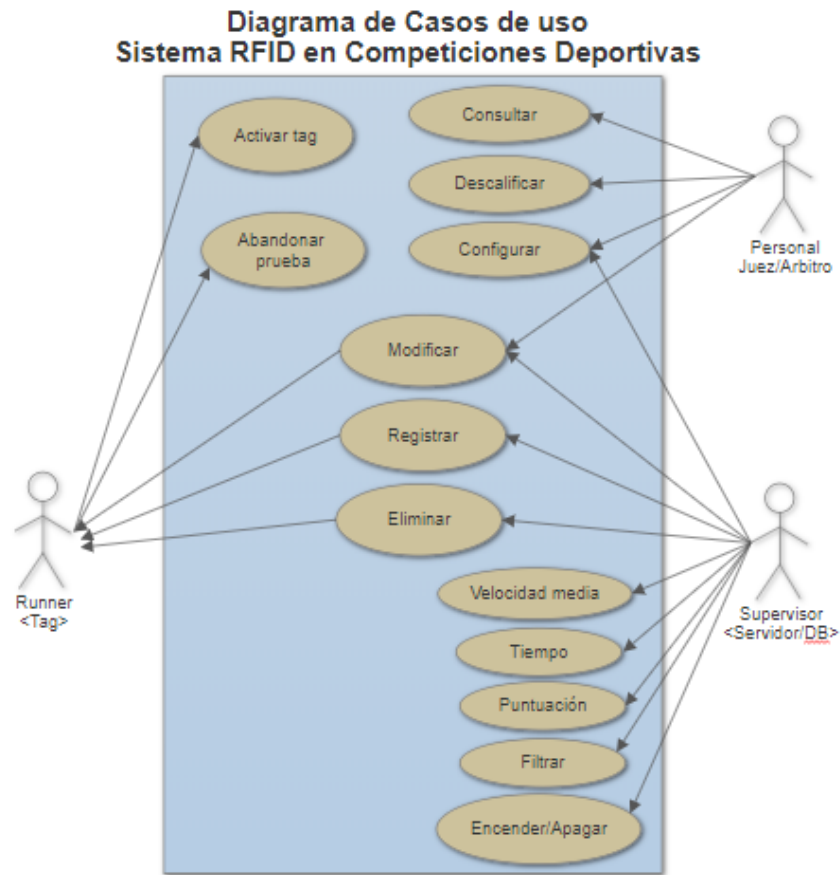 Diagrama de Casos de uso
Sistema RFID en Competiciones Deportivas
Activar tag
Consultar
Descalificar
Abandonar
prueba
Configurar
Personal
Juez/Arbitro
Modificar
Registrar
Eliminar
Runner
<Tag>
Velocidad media
Supervisor
<Servidor/DB>
Tiempo
Puntuación
Filtrar
Encender/Apagar